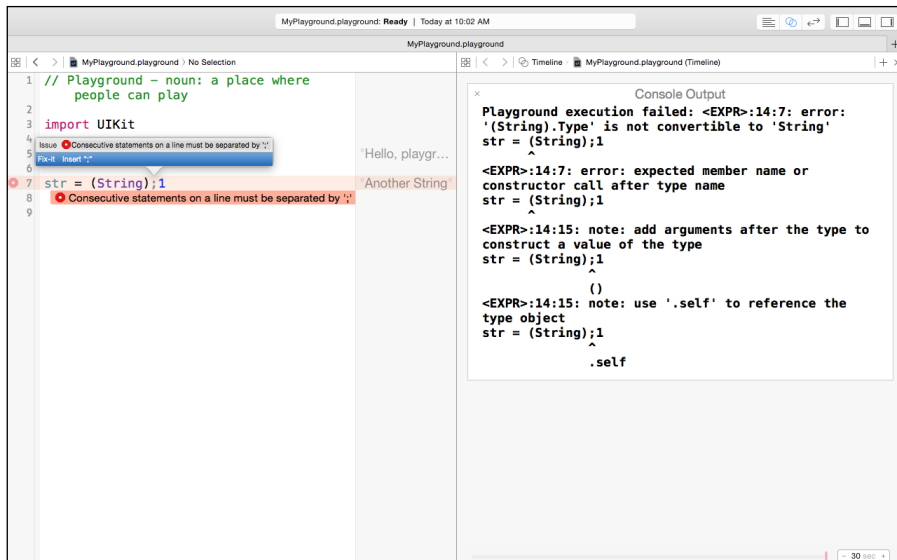 MyPlayground.playground: Ready | Today at 10:02 AM
MyPlayground.playground
MyPlayground.playground › No Selection
1 // Playground – noun: a place where
people can play
2
3 import UIKit
4
Issue Consecutive statements on a line must be separated by ';'
5 "Hello, playgr...
Fix-it Insert ";"
6
7 str = (String);1 "Another String"
8 Consecutive statements on a line must be separated by ';'
9
Timeline › MyPlayground.playground (Timeline)
Console Output
Playground execution failed: <EXPR>:14:7: error:
'(String).Type' is not convertible to 'String'
str = (String);1
^
<EXPR>:14:7: error: expected member name or
constructor call after type name
str = (String);1
^
<EXPR>:14:15: note: add arguments after the type to
construct a value of the type
str = (String);1
^
()
<EXPR>:14:15: note: use '.self' to reference the
type object
str = (String);1
^
.self
- 30 sec +